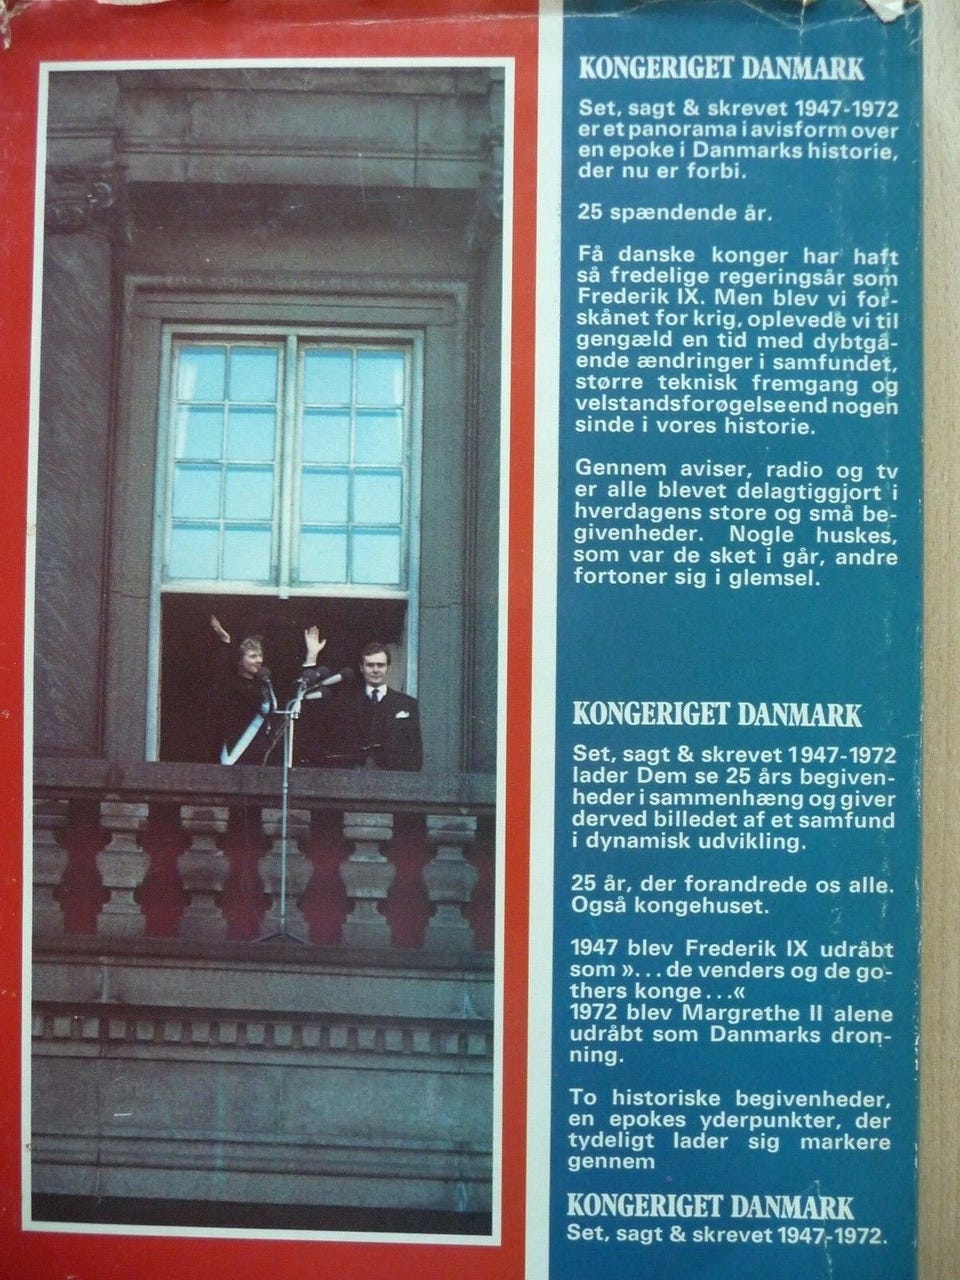 KONGERIGET DANMARK
Set, sagt & skrevet 1947-1972
er et panorama i avisform over
en epoke i Danmarks historie,
der nu er forbi.
25 spændende år.
Få danske konger har haft
så fredelige regeringsår som
Frederik IX. Men blev vi for-
skånet for krig, oplevede vi til
gengæld en tid med dybtgå-
ende ændringer i samfundet,
større teknisk fremgang og
velstandsforøgelse end nogen
sinde i vores historie.
Gennem aviser, radio og tv
er alle blevet delagtiggjort i
hverdagens store og små be-
givenheder. Nogle huskes,
som var de sket i går, andre
fortoner sig i glemsel.
KONGERIGET DANMARK
Set, sagt & skrevet 1947-1972
lader Dem se 25 års begiven-
heder i sammenhæng og giver
derved billedet af et samfund
i dynamisk udvikling.
25 år, der forandrede os alle.
Også kongehuset.
1947 blev Frederik IX udråbt
som »... de venders og de go-
thers konge...«
1972 blev Margrethe II alene
udråbt som Danmarks dron-
ning.
To historiske begivenheder,
en epokes yderpunkter, der
tydeligt lader sig markere
gennem
KONGERIGET DANMARK
Set, sagt & skrevet 1947-1972.